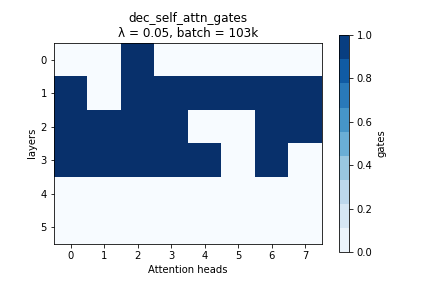 dec_self_attn_gates
λ = 0.05, batch = 103k
layers
0
1
2
3
4
5
0 1 2 3 4 5 6 7
Attention heads
1.0
0.8
0.6
0.4
0.2
0.0
gates